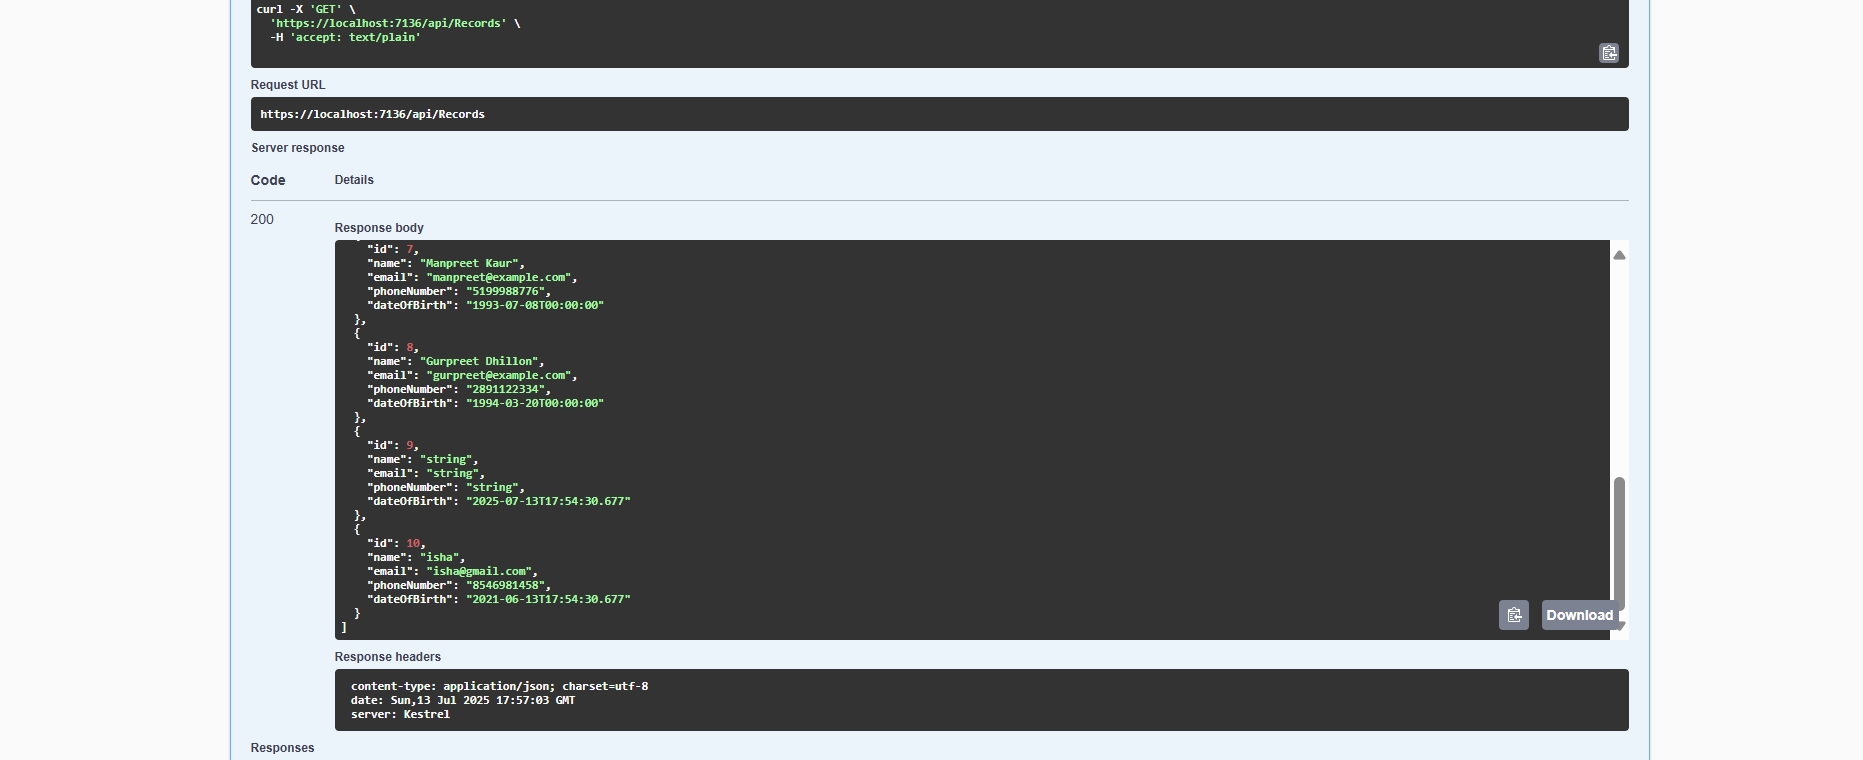 curl -X 'GET' \
'https://localhost:7136/api/Records' \
-H 'accept: text/plain'
Request URL
https://localhost:7136/api/Records
Server response
Code Details
200
Response body
"id": 7,
"name": "Manpreet Kaur",
"email": "manpreet@example.com",
"phoneNumber": "5199988776",
"dateOfBirth": "1993-07-08T00:00:00"
},
{
"id": 8,
"name": "Gurpreet Dhillon",
"email": "gurpreet@example.com",
"phoneNumber": "2891122334",
"dateOfBirth": "1994-03-20T00:00:00"
},
{
"id": 9,
"name": "string",
"email": "string",
"phoneNumber": "string",
"dateOfBirth": "2025-07-13T17:54:30.677"
},
{
"id": 10,
"name": "isha",
"email": "isha@gmail.com",
"phoneNumber": "8546981458",
"dateOfBirth": "2021-06-13T17:54:30.677"
}
]
Download
Response headers
content-type: application/json; charset=utf-8
date: Sun,13 Jul 2025 17:57:03 GMT
server: Kestrel
Responses